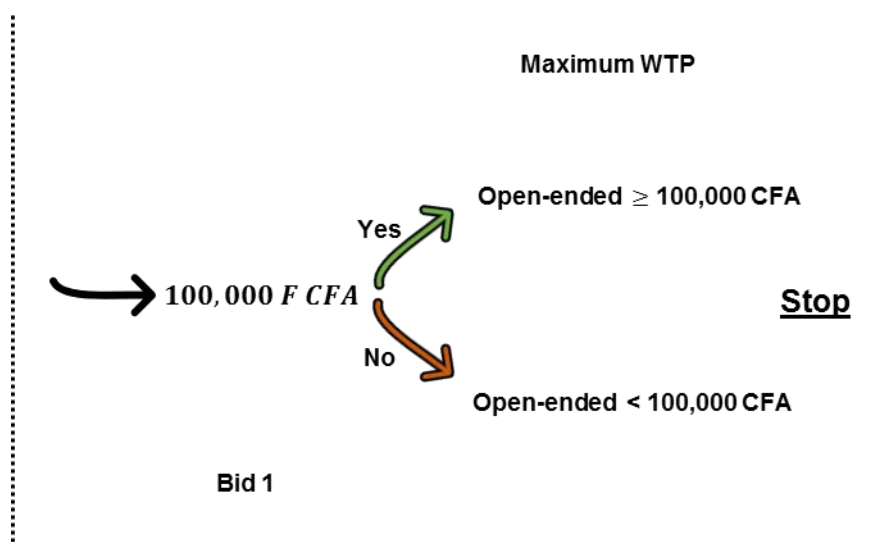 Maximum WTP
Open-ended ≥ 100,000 CFA
Yes
100,000 F CFA
Stop
No
Open-ended < 100,000 CFA
Bid 1